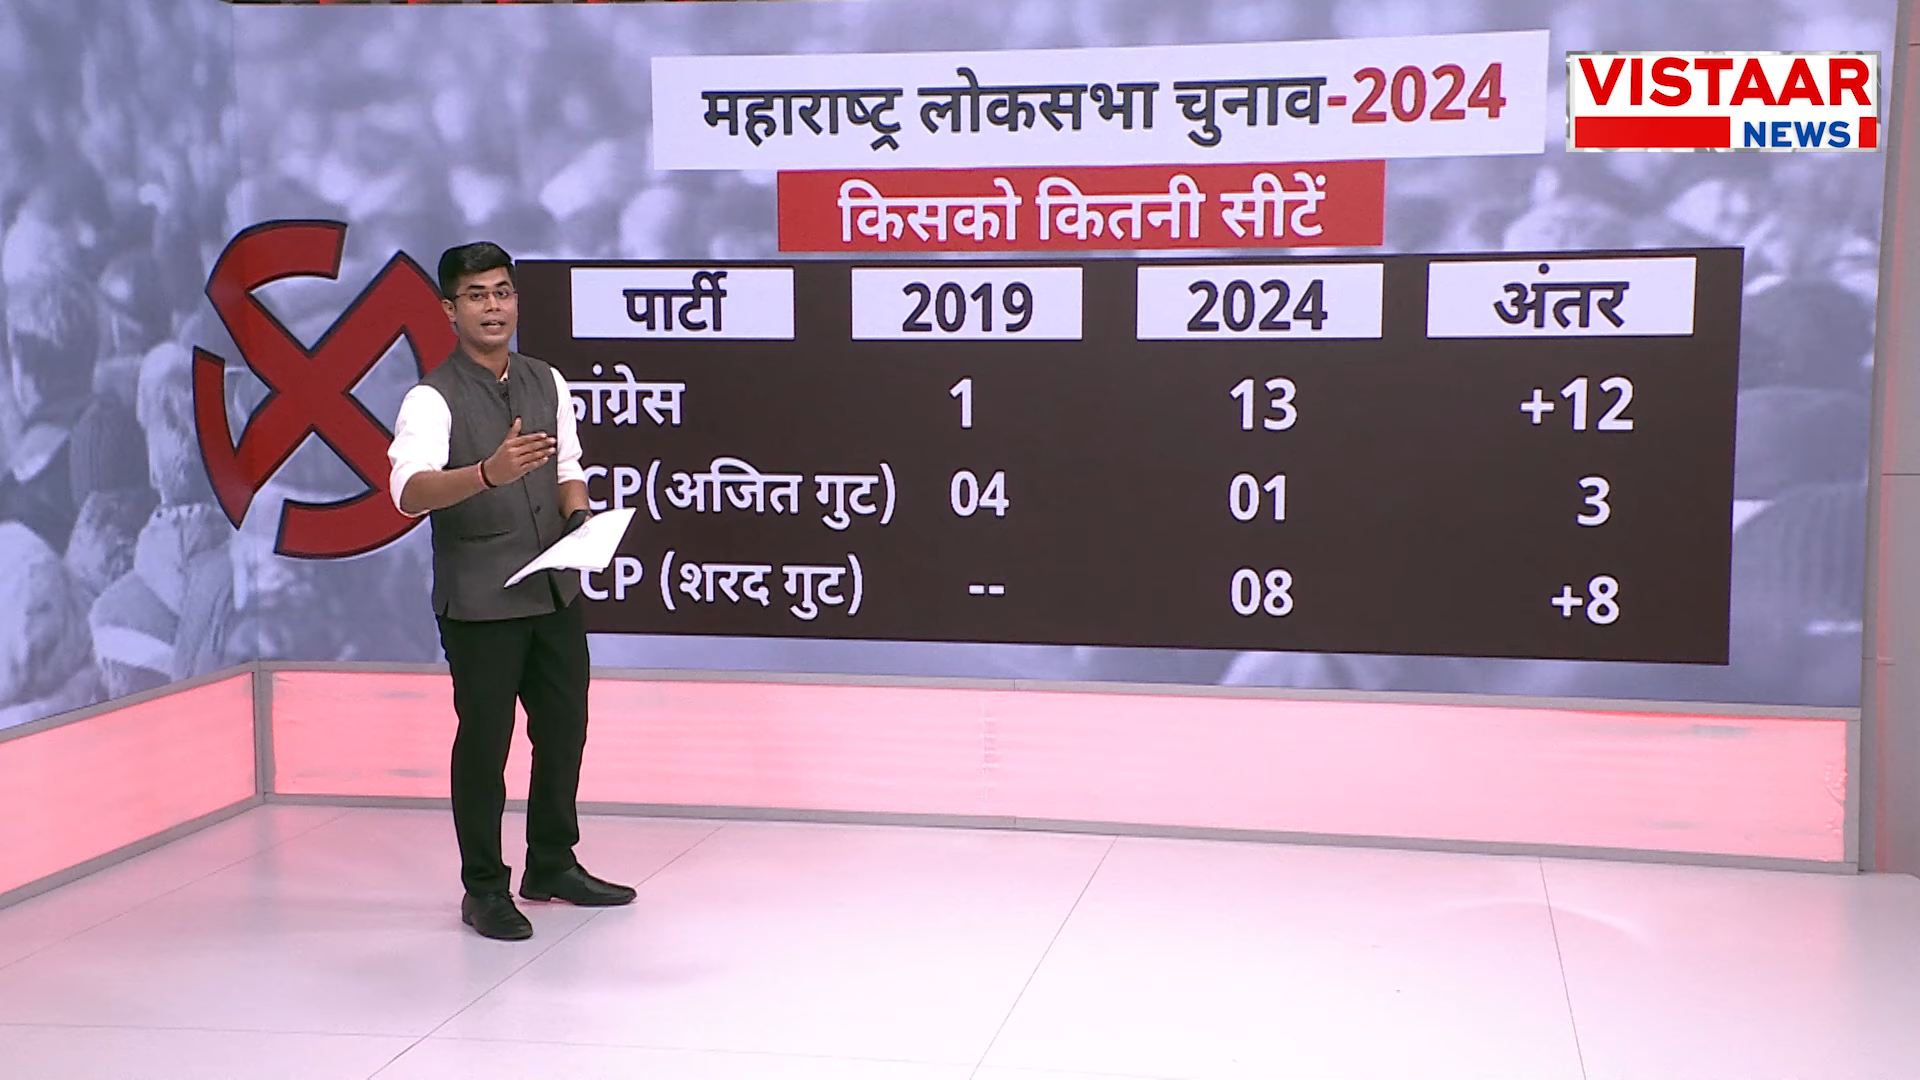 महाराष्ट्र लोकसभा चुनाव-2024
VISTAAR
NEWS
किसको कितनी सीटें
पार्टी 2019 2024 अंतर
कांग्रेस 1 13 +12
CP(अजित गुट) 04 01 3
CP (शरद गुट) -- 08 +8